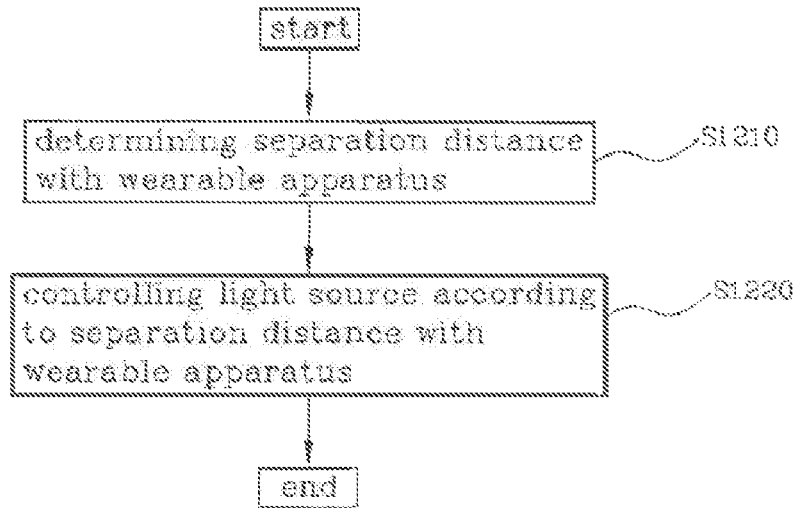 start
determining separation distance
with wearable apparatus
S1210
controlling light source according
to separation distance with
wearable apparatus
S1220
end